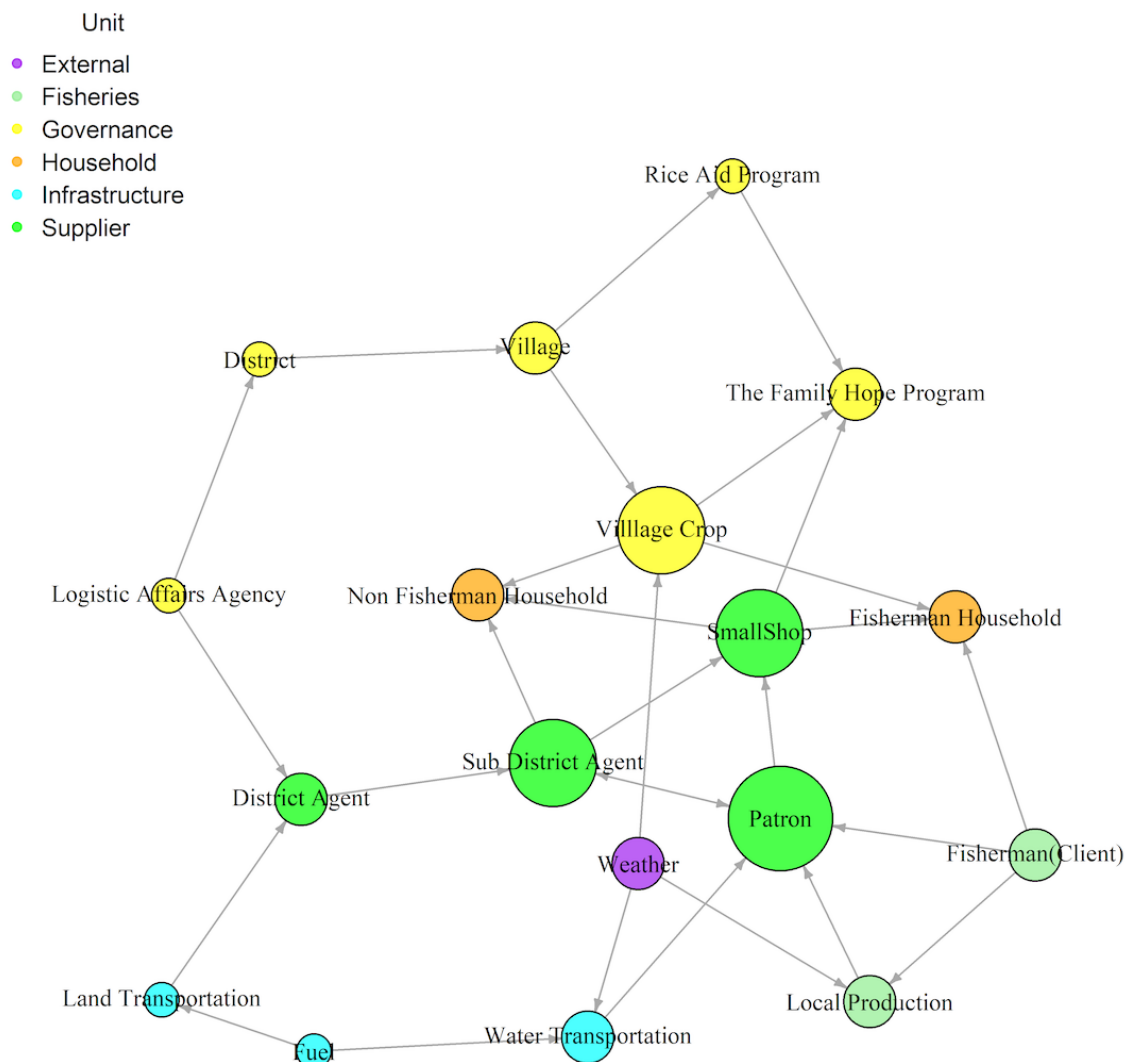 Unit
External
Fisheries
Governance
Household
Infrastructure
Supplier
Rice Aid Program
Village
District
The Family Hope Program
Villlage Crop
Logistic Affairs Agency
Non Fisherman Household
Fisherman Household
SmallShop
Sub District Agent
District Agent
Patron
Fisherman(Client)
Weather
Land Transportation
Local Production
Water Transportation
Fuel